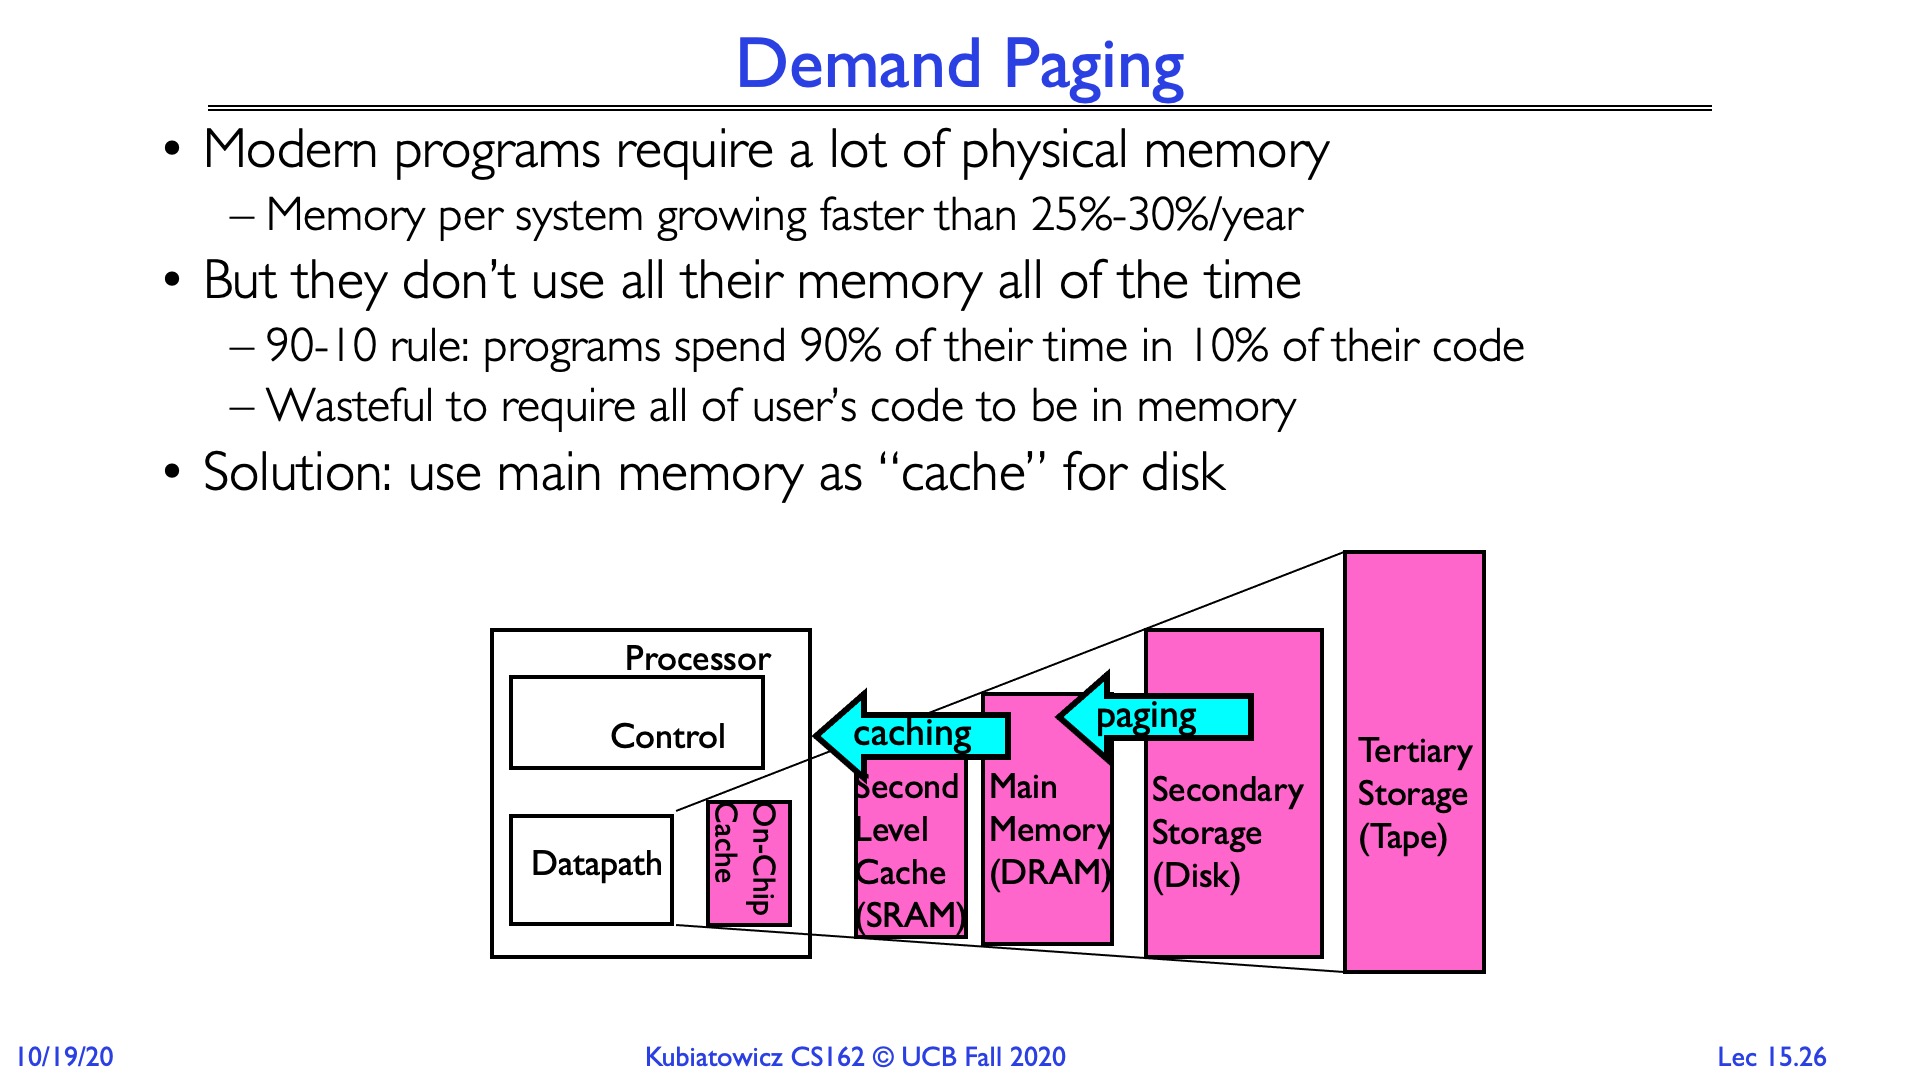 Demand Paging
• Modern programs require a lot of physical memory
– Memory per system growing faster than 25%-30%/year
• But they don’t use all their memory all of the time
– 90-10 rule: programs spend 90% of their time in 10% of their code
– Wasteful to require all of user’s code to be in memory
• Solution: use main memory as “cache” for disk
Processor
Control
Datapath
On-Chip
Cache
caching
Second
Level
Cache
(SRAM)
Main
Memory
(DRAM)
paging
Secondary
Storage
(Disk)
Tertiary
Storage
(Tape)
10/19/20
Kubiatowicz CS162 © UCB Fall 2020
Lec 15.26